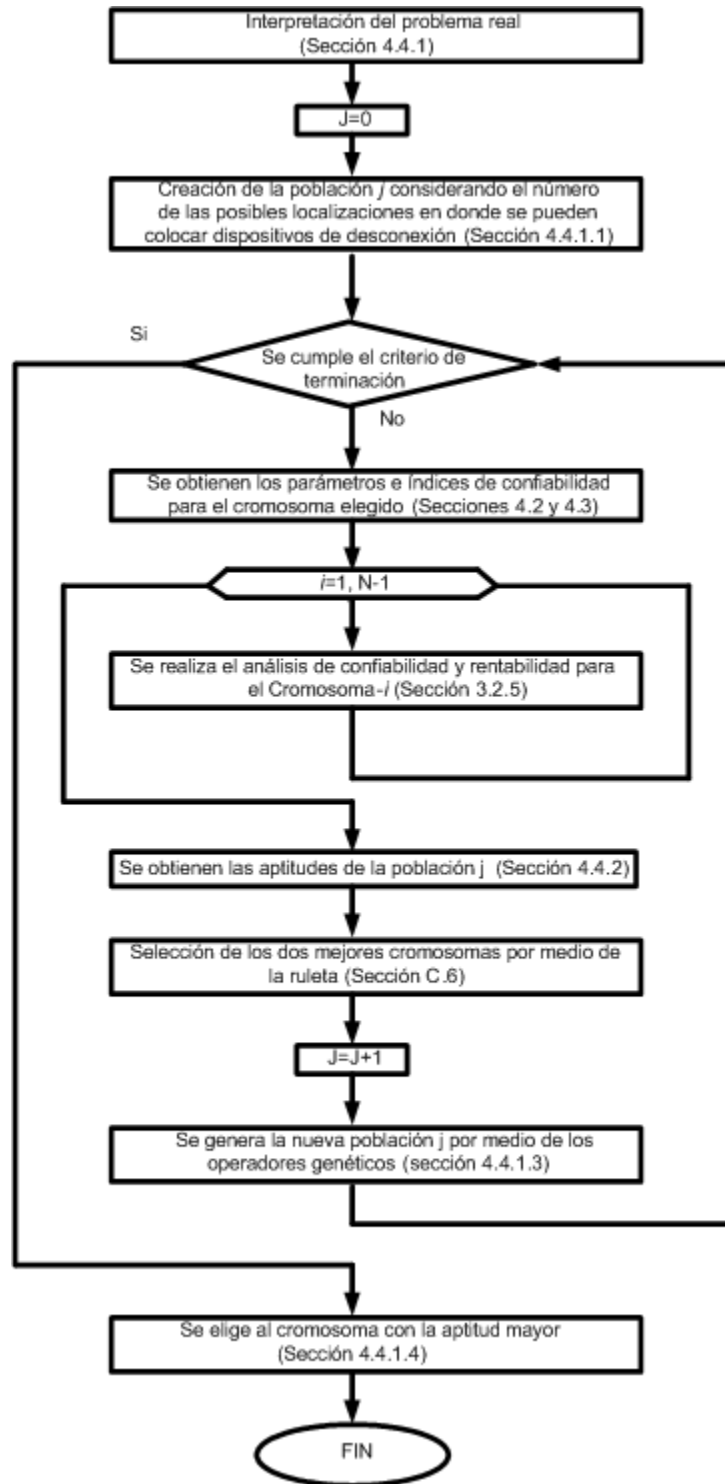 Interpretación del problema real
(Sección 4.4.1)
J=0
Creación de la población j considerando el número
de las posibles localizaciones en donde se pueden
colocar dispositivos de desconexión (Sección 4.4.1.1)
Si
Se cumple el criterio de
terminación
No
Se obtienen los parámetros e índices de confiabilidad
para el cromosoma elegido (Secciones 4.2 y 4.3)
i=1, N-1
Se realiza el análisis de confiabilidad y rentabilidad para
el Cromosoma-i (Sección 3.2.5)
Se obtienen las aptitudes de la población j (Sección 4.4.2)
Selección de los dos mejores cromosomas por medio de
la ruleta (Sección C.6)
J=J+1
Se genera la nueva población j por medio de los
operadores genéticos (sección 4.4.1.3)
Se elige al cromosoma con la aptitud mayor
(Sección 4.4.1.4)
FIN